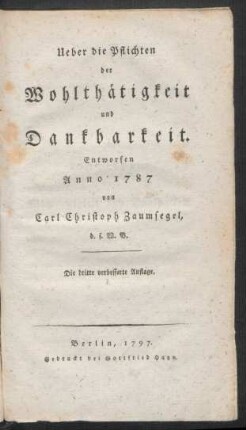 Ueber die Pflichten
der
Wohlthätigkeit
und
Dankbarkeit.
Entworfen
Anno 1787
von
Carl Christoph Zaumsegel,
d. h. W. B.
Die dritte verbesserte Auflage.
Berlin, 1797.
Gedruckt bei Gottfried Hayn.